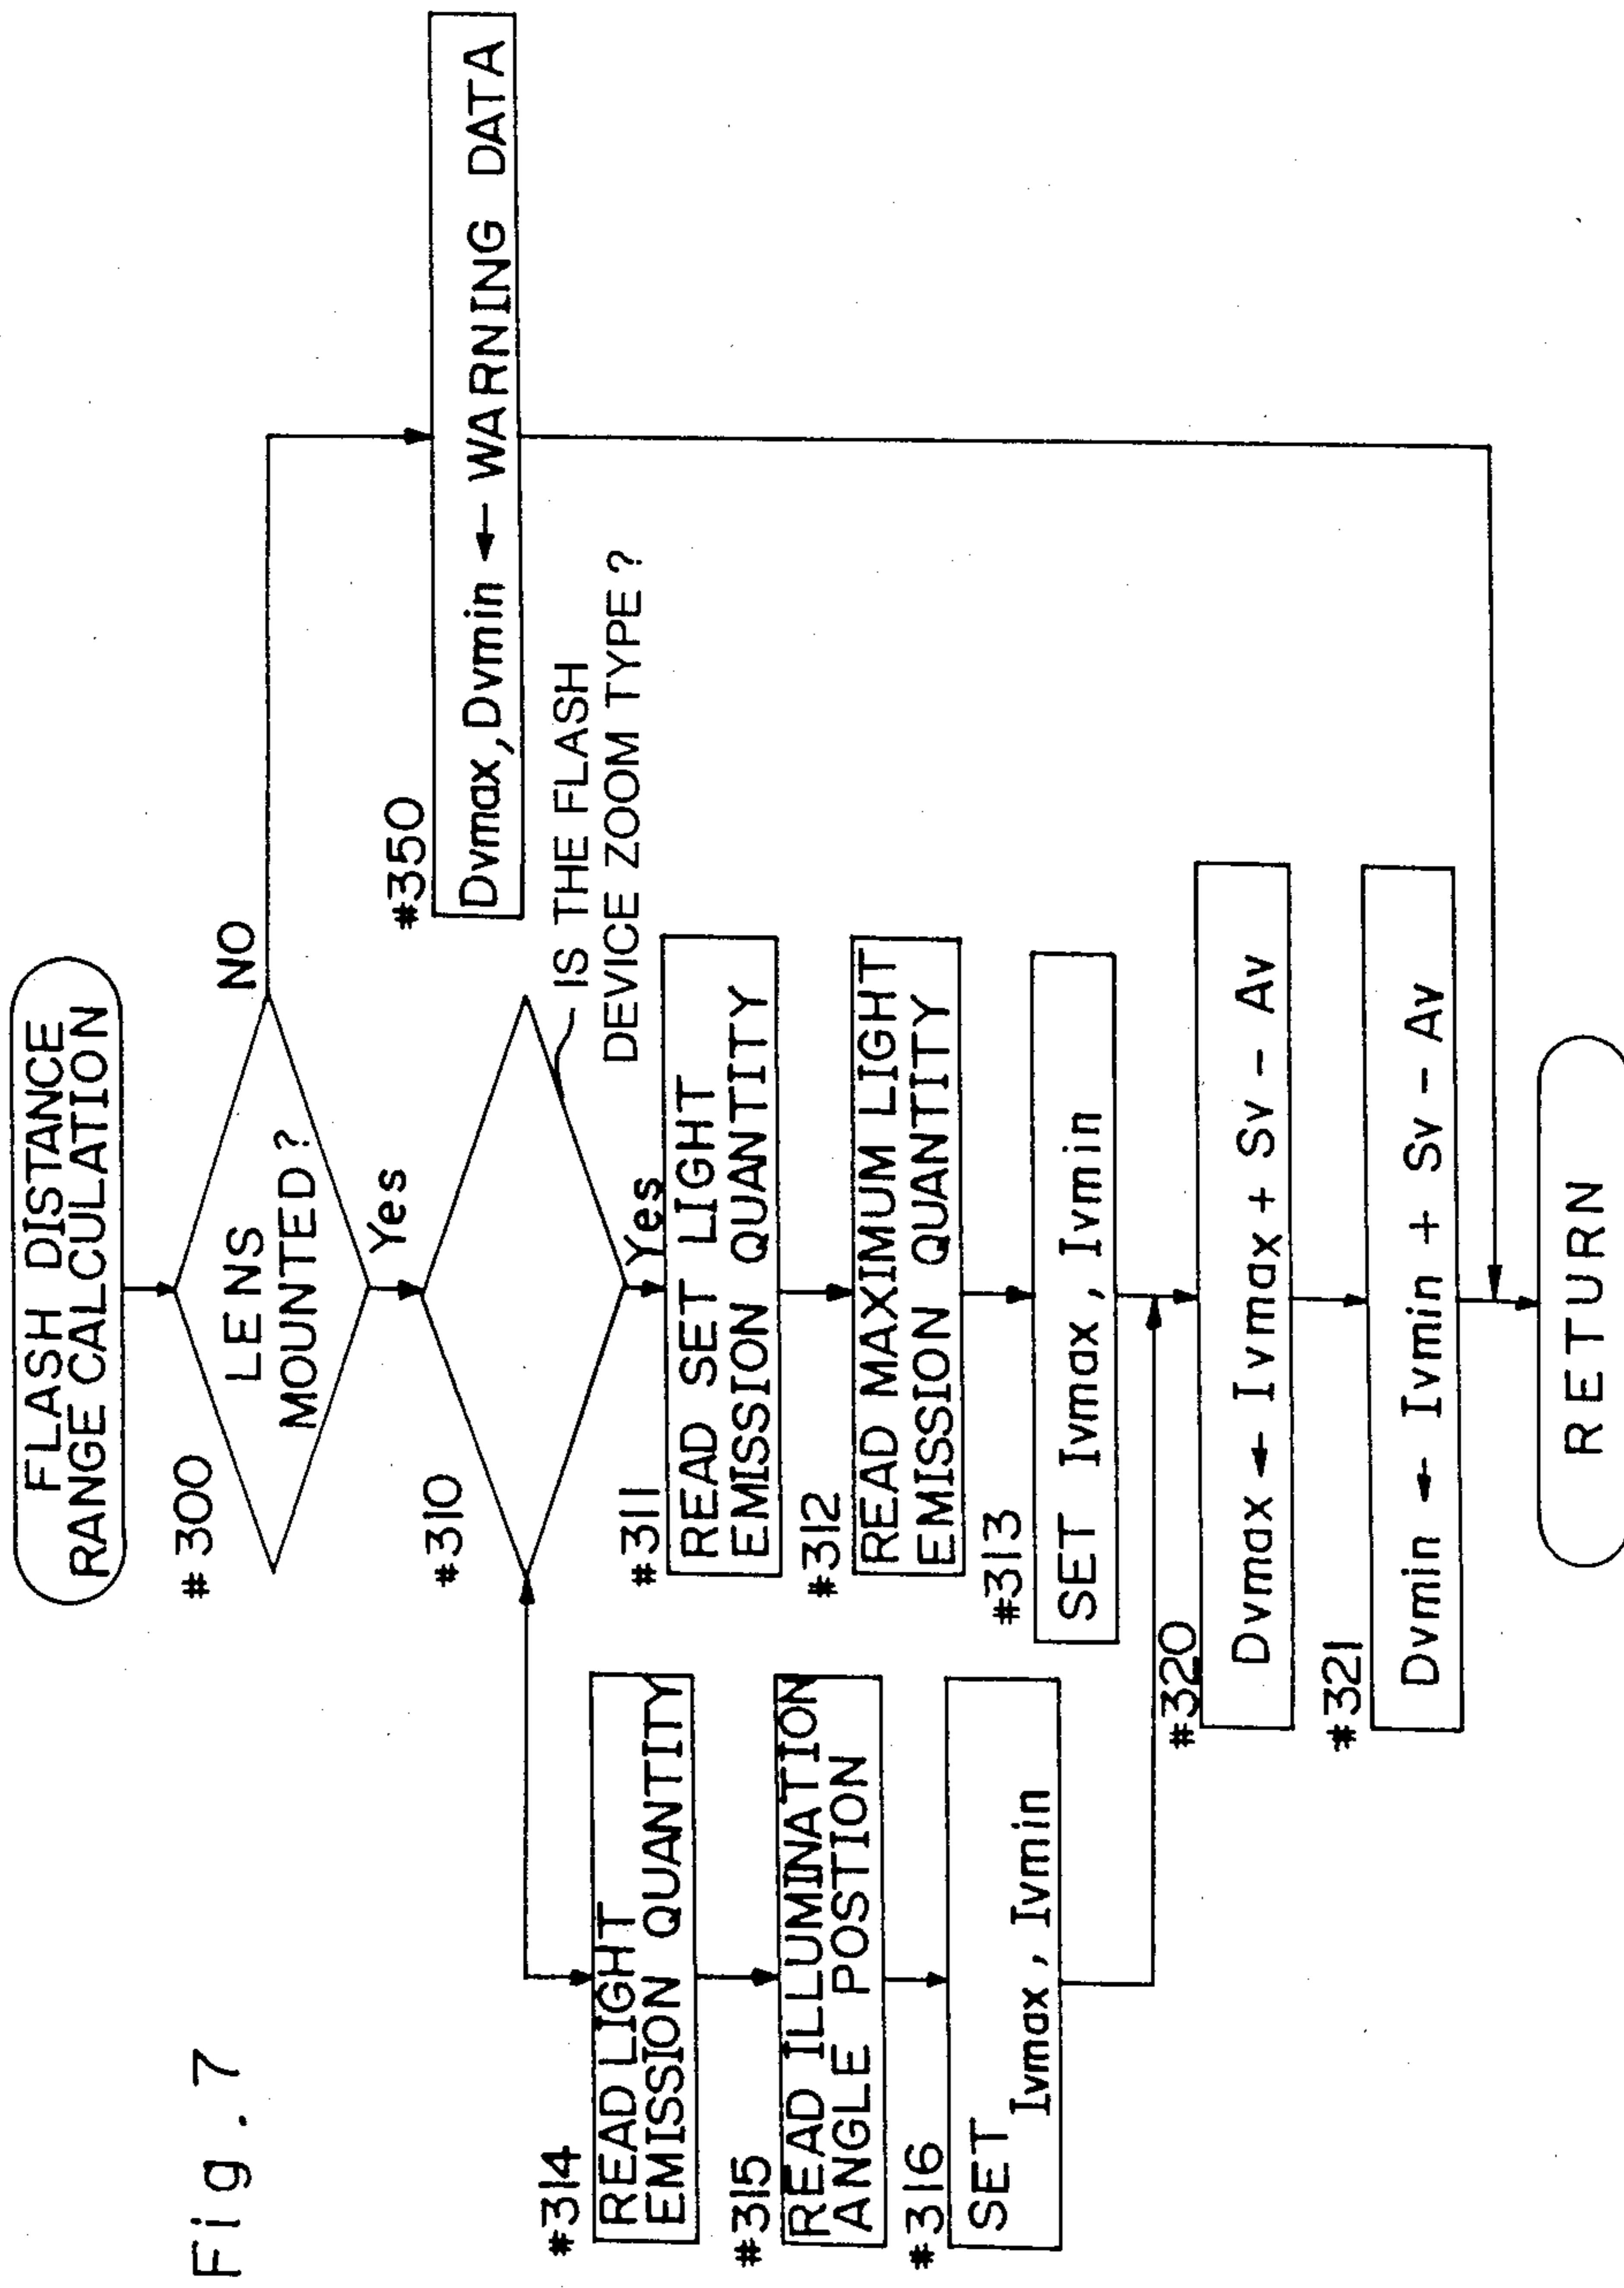 Fig. 7
FLASH DISTANCE
RANGE CALCULATION
#300
LENS
MOUNTED?
NO
Yes
#350
Dvmax, Dvmin ← WARNING DATA
#310
IS THE FLASH
DEVICE ZOOM TYPE?
Yes
#311
READ SET LIGHT
EMISSION QUANTITY
#312
READ MAXIMUM LIGHT
EMISSION QUANTITY
#313
SET Ivmax, Ivmin
#314
READ LIGHT
EMISSION QUANTITY
#315
READ ILLUMINATION
ANGLE POSTION
#316
SET
Ivmax, Ivmin
#320
Dvmax ← Ivmax + Sv - Av
#321
Dvmin ← Ivmin + Sv - Av
RETURN